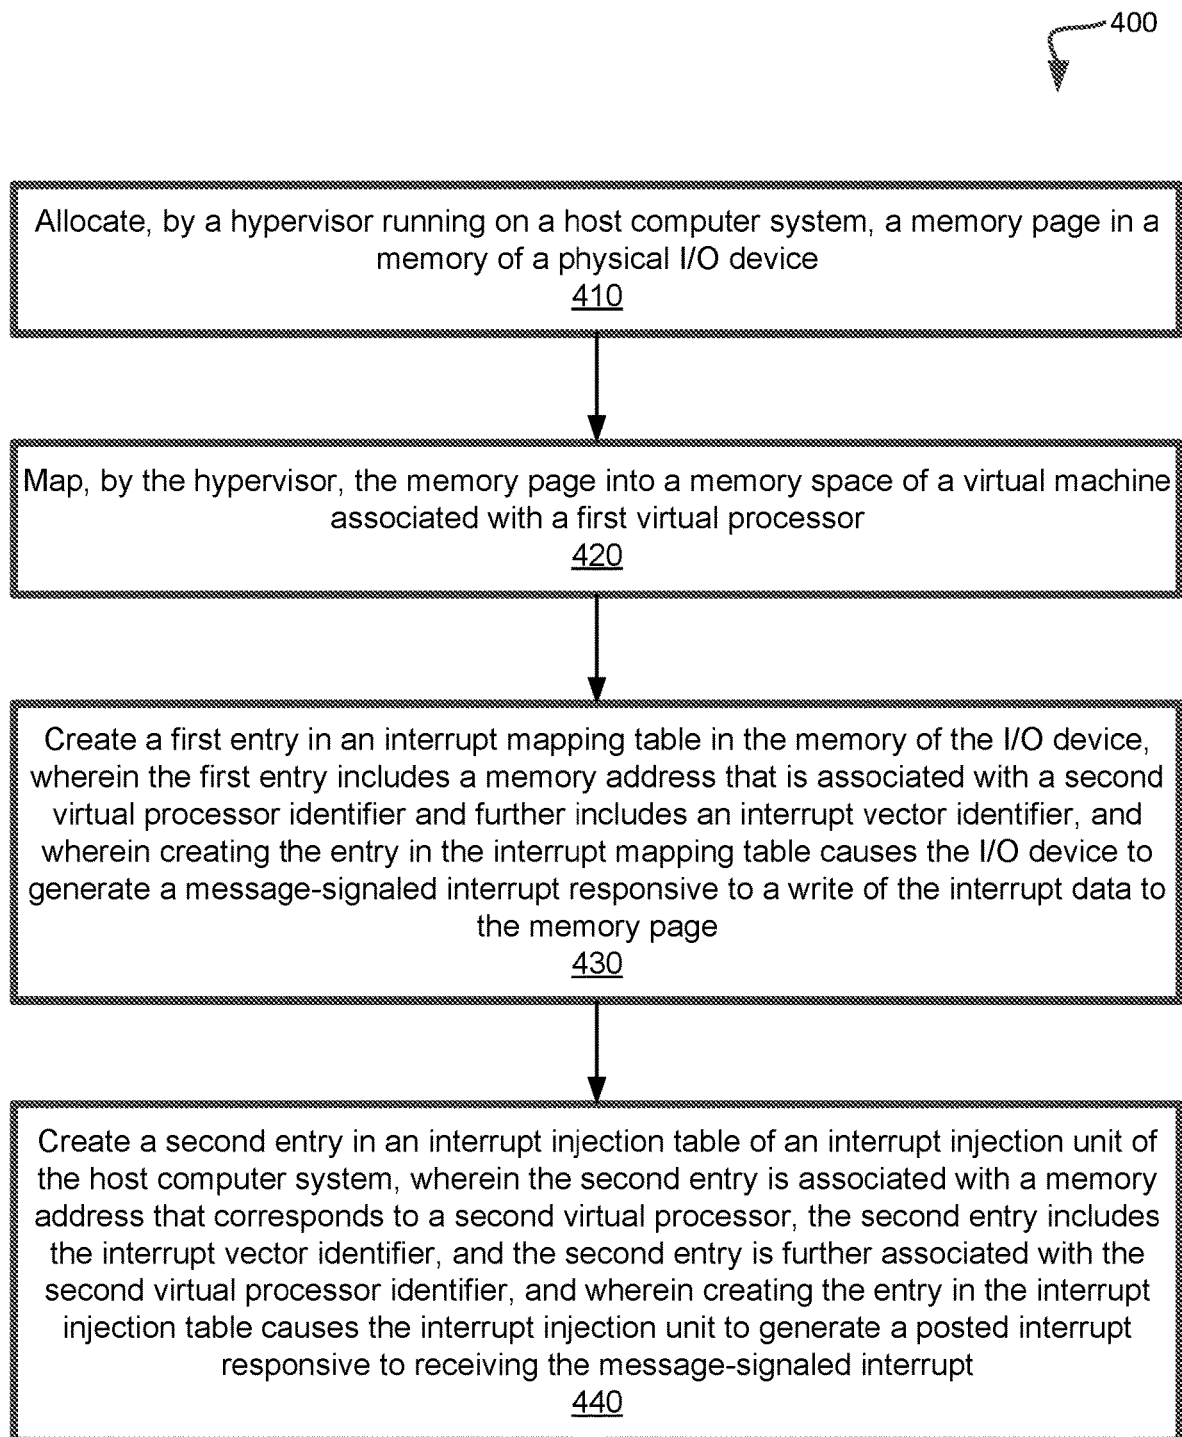 400
Allocate, by a hypervisor running on a host computer system, a memory page in a
memory of a physical I/O device
410
Map, by the hypervisor, the memory page into a memory space of a virtual machine
associated with a first virtual processor
420
Create a first entry in an interrupt mapping table in the memory of the I/O device,
wherein the first entry includes a memory address that is associated with a second
virtual processor identifier and further includes an interrupt vector identifier, and
wherein creating the entry in the interrupt mapping table causes the I/O device to
generate a message-signaled interrupt responsive to a write of the interrupt data to
the memory page
430
Create a second entry in an interrupt injection table of an interrupt injection unit of
the host computer system, wherein the second entry is associated with a memory
address that corresponds to a second virtual processor, the second entry includes
the interrupt vector identifier, and the second entry is further associated with the
second virtual processor identifier, and wherein creating the entry in the interrupt
injection table causes the interrupt injection unit to generate a posted interrupt
responsive to receiving the message-signaled interrupt
440